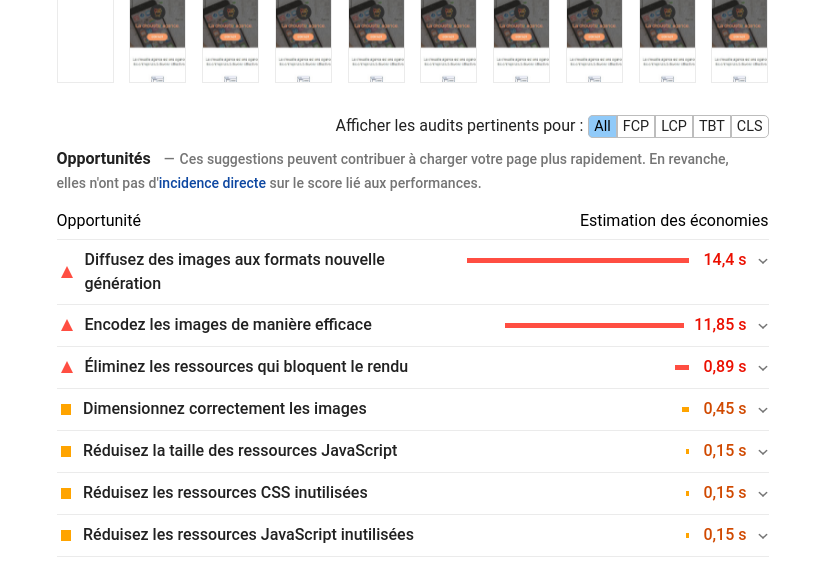 Afficher les audits pertinents pour : All FCP LCP TBT CLS
Opportunités — Ces suggestions peuvent contribuer à charger votre page plus rapidement. En revanche,
elles n'ont pas d'incidence directe sur le score lié aux performances.
Opportunité Estimation des économies
Diffusez des images aux formats nouvelle 14,4 s
génération
Encodez les images de manière efficace 11,85 s
Éliminez les ressources qui bloquent le rendu 0,89 s
Dimensionnez correctement les images 0,45 s
Réduisez la taille des ressources JavaScript 0,15 s
Réduisez les ressources CSS inutilisées 0,15 s
Réduisez les ressources JavaScript inutilisées 0,15 s